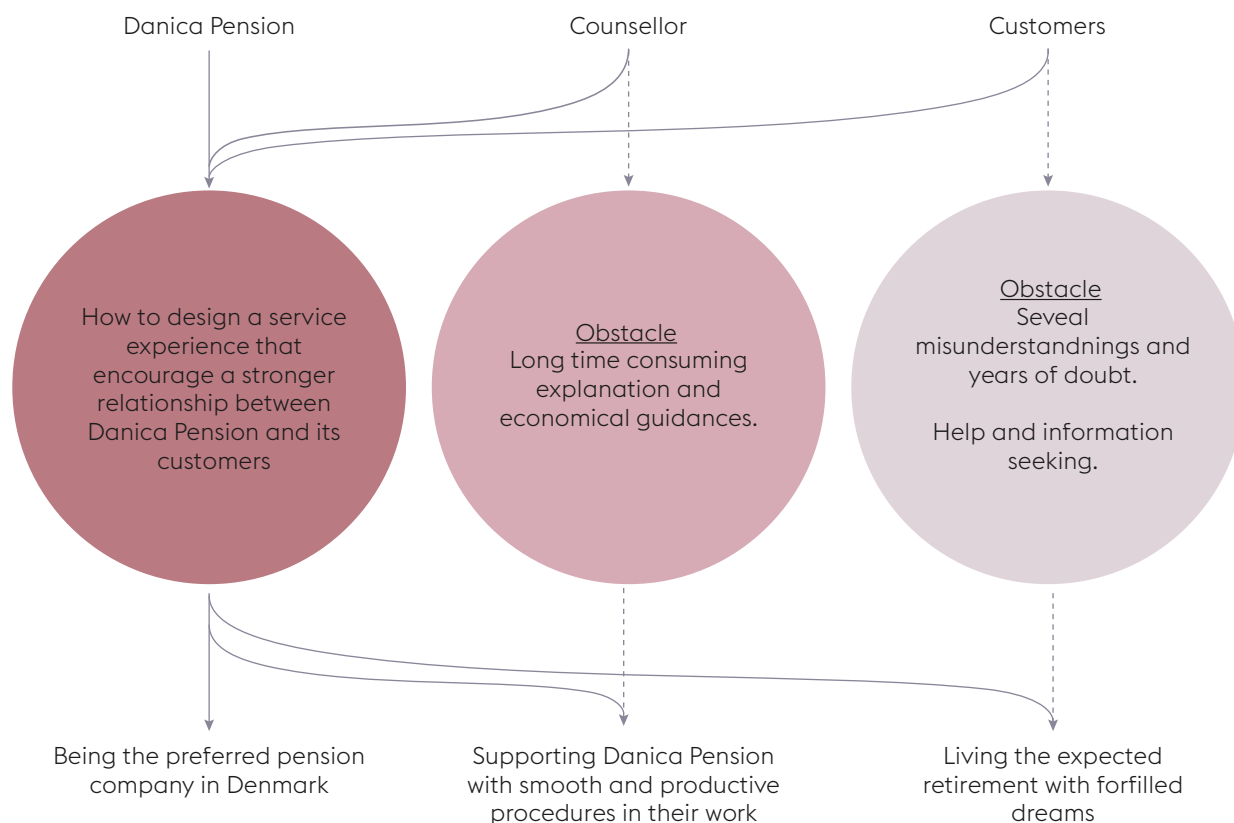 Danica Pension
Counsellor
Customers
How to design a service
experience that
encourage a stronger
relationship between
Danica Pension and its
customers
Obstacle
Long time consuming
explanation and
economical guidances.
Obstacle
Seveal
misunderstandnings and
years of doubt.
Help and information
seeking.
Being the preferred pension
company in Denmark
Supporting Danica Pension
with smooth and productive
procedures in their work
Living the expected
retirement with forfilled
dreams